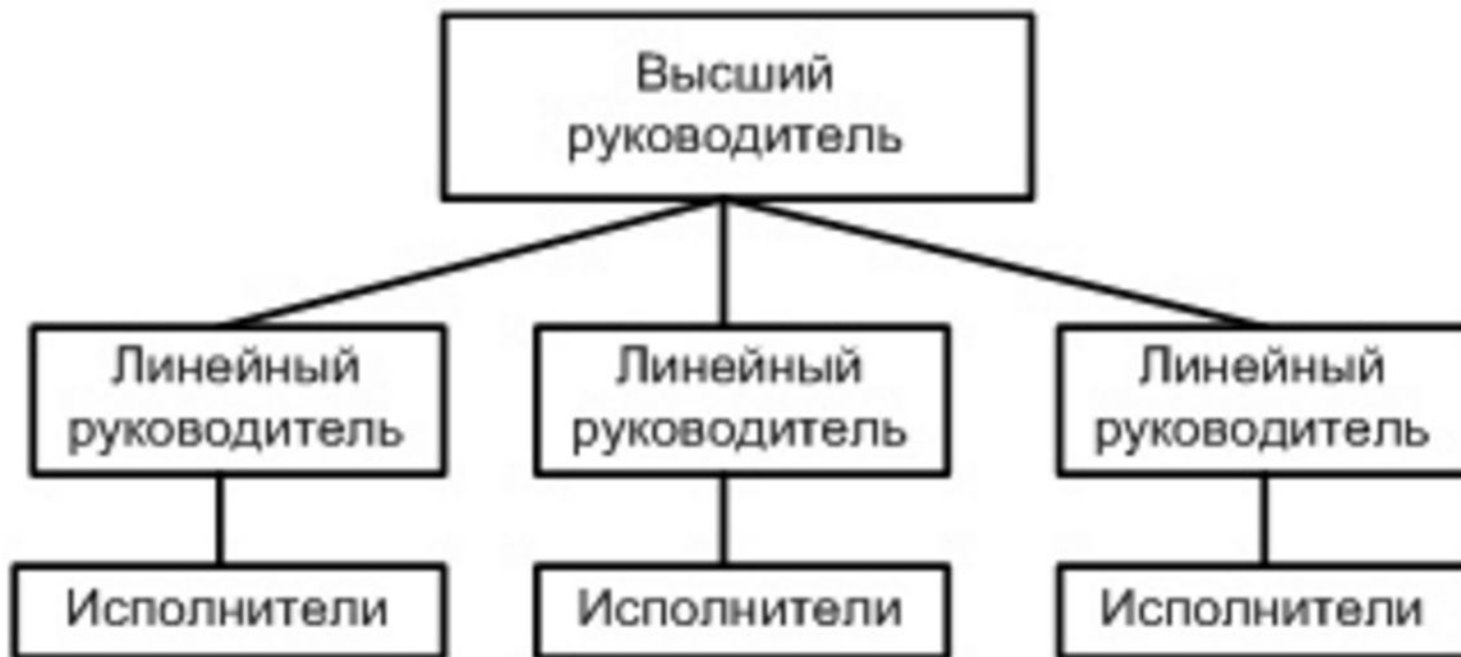 Высший
руководитель
Линейный
руководитель
Линейный
руководитель
Линейный
руководитель
Исполнители
Исполнители
Исполнители